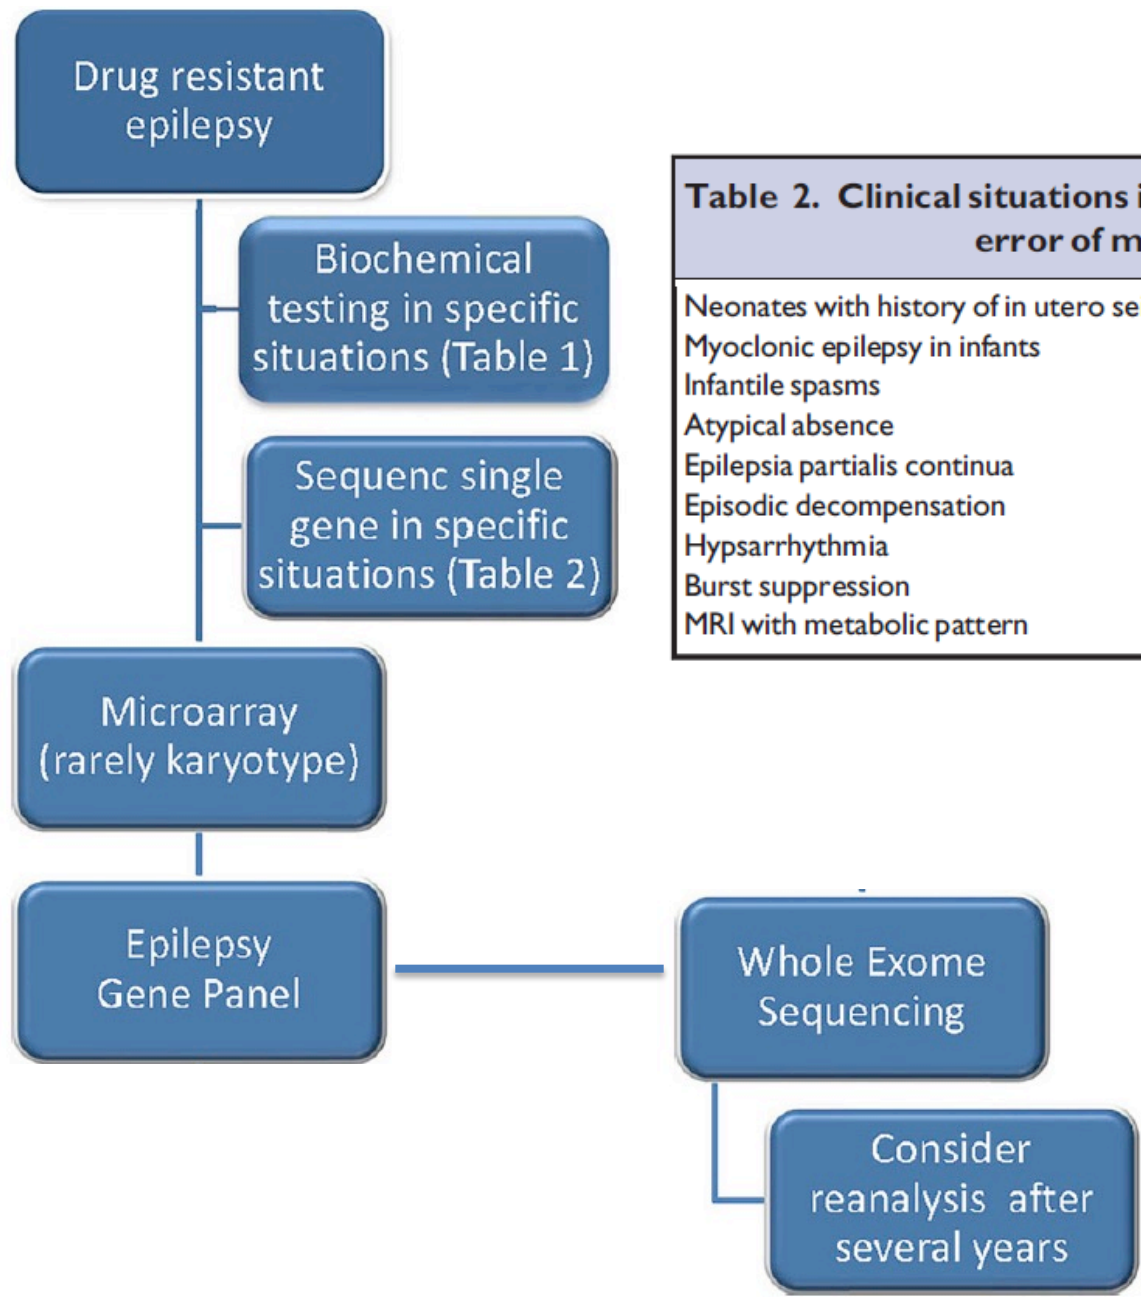 Drug resistant
epilepsy
Biochemical
testing in specific
situations (Table 1)
Sequenc single
gene in specific
situations (Table 2)
Microarray
(rarely karyotype)
Epilepsy
Gene Panel
Whole Exome
Sequencing
Consider
reanalysis after
several years
Table 2. Clinical situations
error of
Neonates with history of in utero
Myoclonic epilepsy in infants
Infantile spasms
Atypical absence
Epilepsia partialis continua
Episodic decompensation
Hypsarrhythmia
Burst suppression
MRI with metabolic pattern